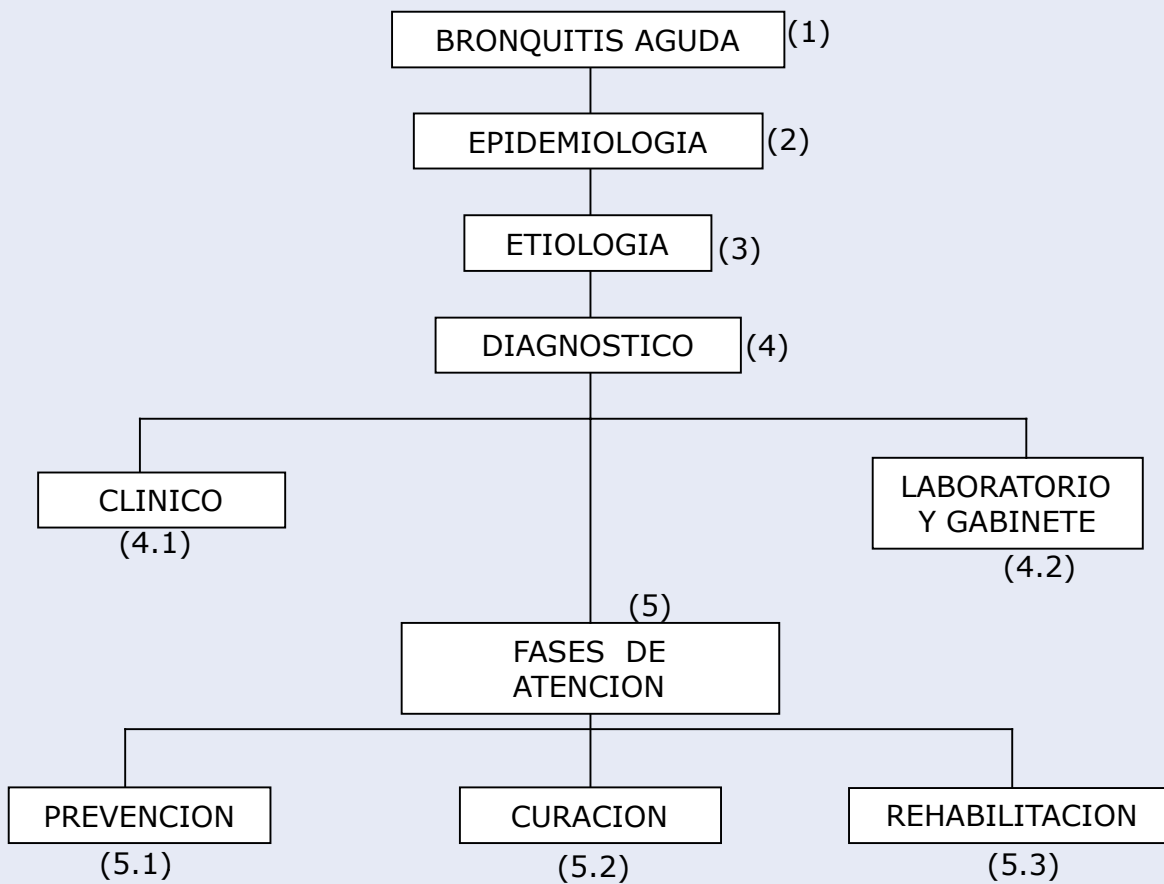 BRONQUITIS AGUDA (1)
EPIDEMIOLOGIA (2)
ETIOLOGIA (3)
DIAGNOSTICO (4)
CLINICO
(4.1)
LABORATORIO
Y GABINETE
(4.2)
(5)
FASES DE
ATENCION
PREVENCION
(5.1)
CURACION
(5.2)
REHABILITACION
(5.3)